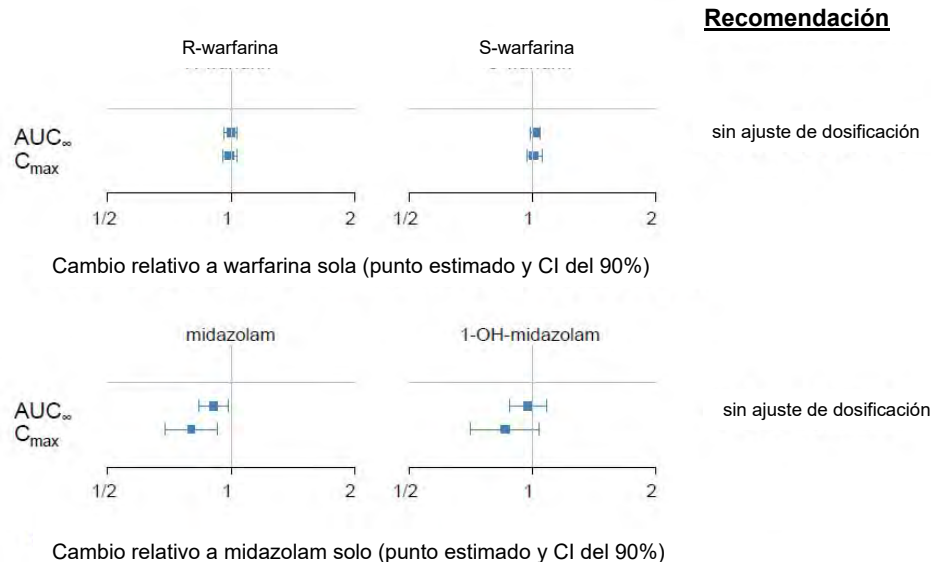 Recomendación
R-warfarina
S-warfarina
AUC∞
Cmax
sin ajuste de dosificación
1/2 1 2
1/2 1 2
Cambio relativo a warfarina sola (punto estimado y CI del 90%)
midazolam
1-OH-midazolam
AUC∞
Cmax
sin ajuste de dosificación
1/2 1 2
1/2 1 2
Cambio relativo a midazolam solo (punto estimado y CI del 90%)